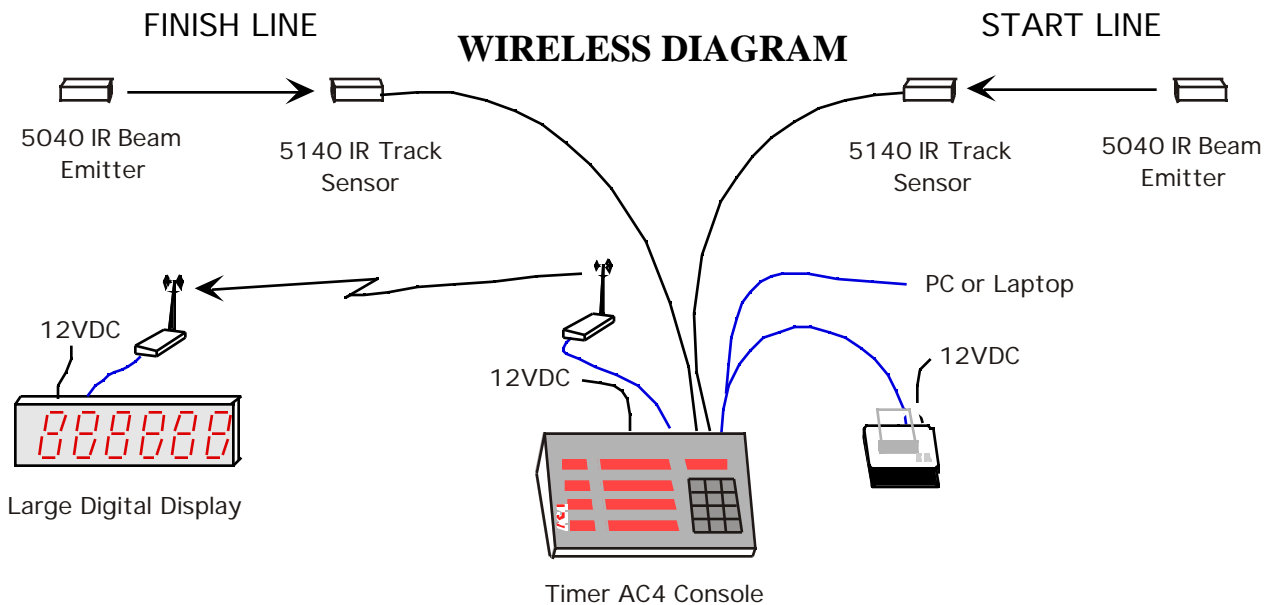 FINISH LINE
WIRELESS DIAGRAM
START LINE
5040 IR Beam
Emitter
5140 IR Track
Sensor
5140 IR Track
Sensor
5040 IR Beam
Emitter
PC or Laptop
12VDC
12VDC
12VDC
888888
Large Digital Display
Timer AC4 Console